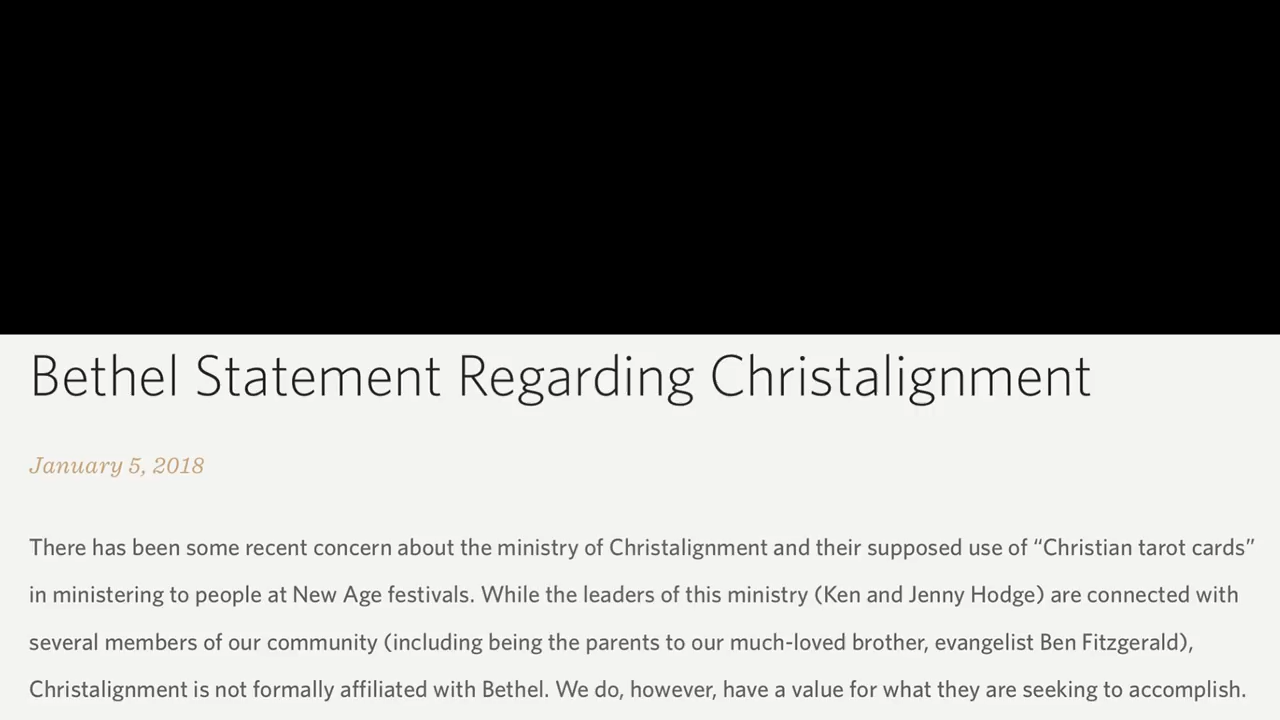 Bethel Statement Regarding Christalignment
January 5, 2018
There has been some recent concern about the ministry of Christalignment and their supposed use of “Christian tarot cards”
in ministering to people at New Age festivals. While the leaders of this ministry (Ken and Jenny Hodge) are connected with
several members of our community (including being the parents to our much-loved brother, evangelist Ben Fitzgerald),
Christalignment is not formally affiliated with Bethel. We do, however, have a value for what they are seeking to accomplish.